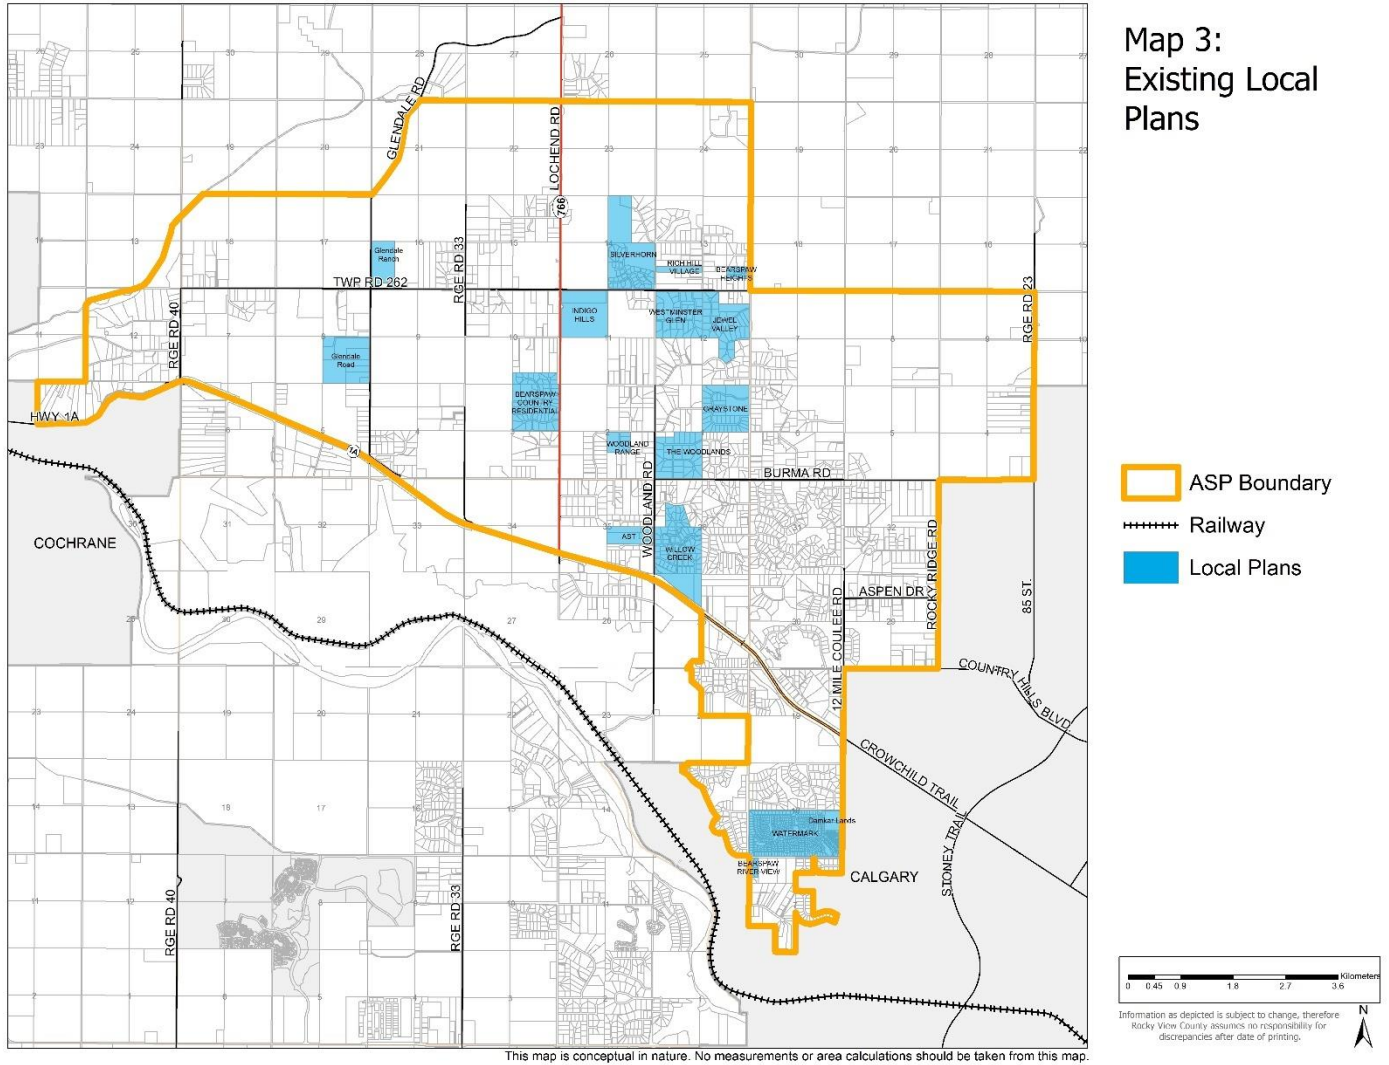 Map 3:
Existing Local
Plans
GLENDALE RD
LOCHEND RD
766
Glendale
Ranch
SILVERHORN
RICH HILL
VILLAGE
BEARSPAW
HEIGHTS
RGE RD 33
TWP RD 262
RGE RD 23
RGE RD 40
INDIGO
HILLS
WESTMINSTER
GLEN
JEWEL
VALLEY
Glendale
Road
BEARSPAW
COUNTRY
RESIDENTIAL
GRAYSTONE
HWY 1A
1A
WOODLAND
RANGE
THE WOODLANDS
BURMA RD
WOODLAND RD
ASP Boundary
Railway
Local Plans
COCHRANE
AST
WILLOW
CREEK
ROCKY RIDGE RD
ASPEN DR
85 ST.
12 MILE COULEE RD
COUNTRY HILLS BLVD.
CROWCHILD TRAIL
STONEY TRAIL
Damkar Lands
WATERMARK
BEARSPAW
RIVER VIEW
CALGARY
RGE RD 40
RGE RD 33
Kilometers
0 0.45 0.9 1.8 2.7 3.6
Information as depicted is subject to change, therefore
Rocky View County assumes no responsibility for
discrepancies after date of printing.
N
This map is conceptual in nature. No measurements or area calculations should be taken from this map.